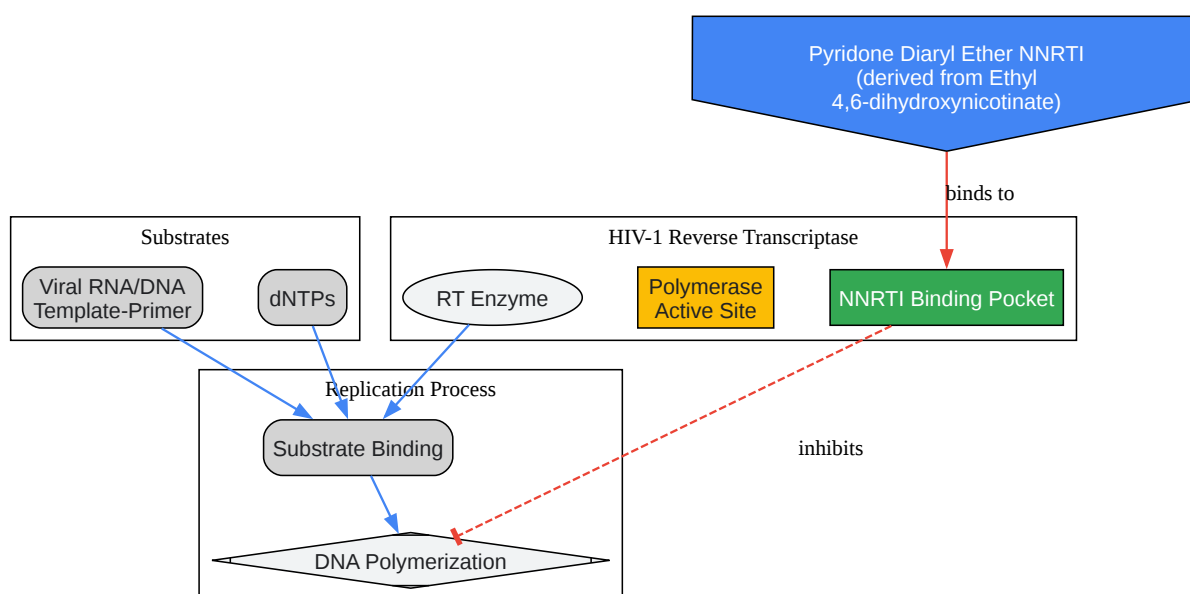 Pyridone Diaryl Ether NNRTI
(derived from Ethyl
4,6-dihydroxynicotinate)
binds to
Substrates
HIV-1 Reverse Transcriptase
Viral RNA/DNA
Template-Primer
dNTPs
RT Enzyme
Polymerase
Active Site
NNRTI Binding Pocket
Replication Process
Substrate Binding
inhibits
DNA Polymerization